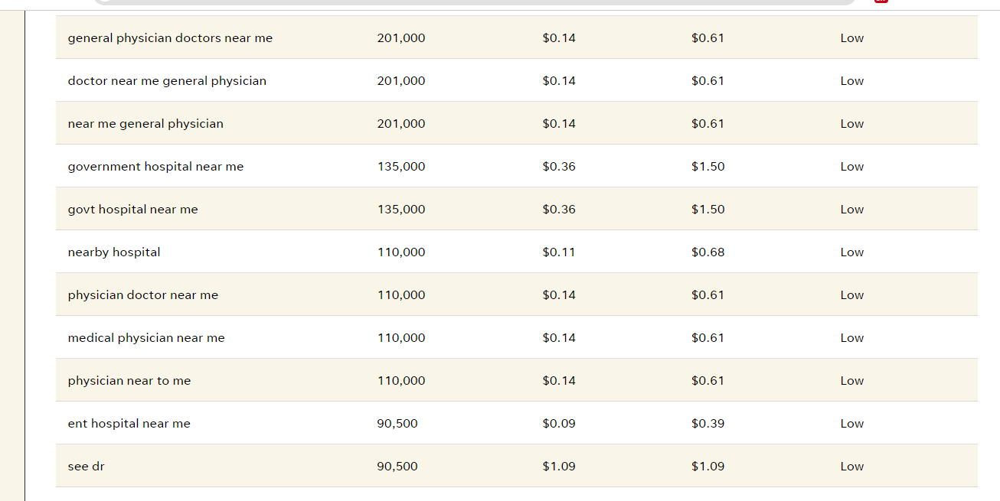 general physician doctors near me 201,000 $0.14 $0.61 Low
doctor near me general physician 201,000 $0.14 $0.61 Low
near me general physician 201,000 $0.14 $0.61 Low
government hospital near me 135,000 $0.36 $1.50 Low
govt hospital near me 135,000 $0.36 $1.50 Low
nearby hospital 110,000 $0.11 $0.68 Low
physician doctor near me 110,000 $0.14 $0.61 Low
medical physician near me 110,000 $0.14 $0.61 Low
physician near to me 110,000 $0.14 $0.61 Low
ent hospital near me 90,500 $0.09 $0.39 Low
see dr 90,500 $1.09 $1.09 Low